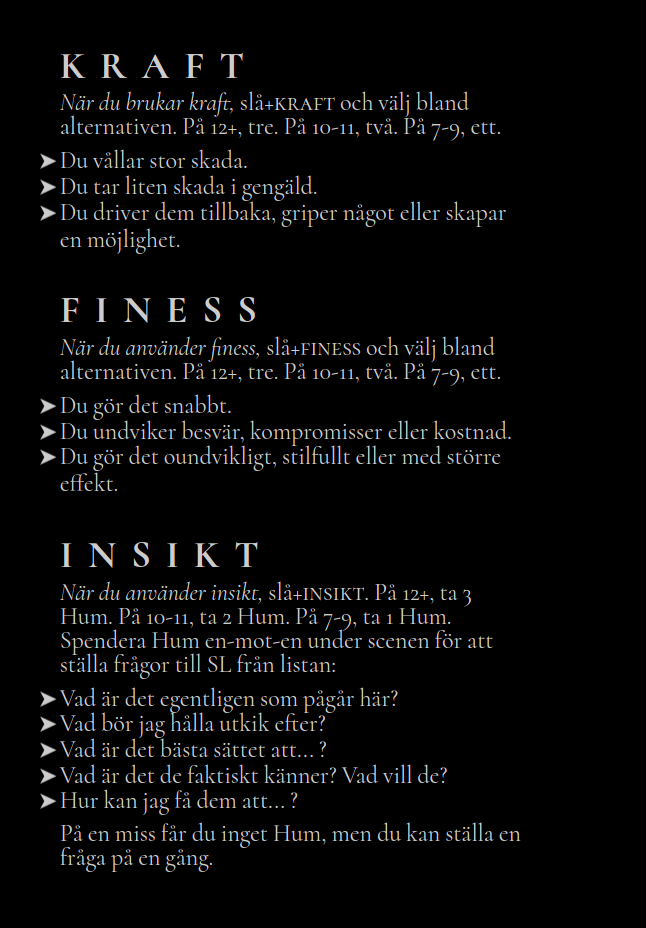 KRAFT
När du brukar kraft, slå+KRAFT och välj bland
alternativen. På 12+, tre. På 10-11, två. På 7-9, ett.
➤ Du vållar stor skada.
➤ Du tar liten skada i gengäld.
➤ Du driver dem tillbaka, griper något eller skapar
en möjlighet.
FINESS
När du använder finess, slå+FINESS och välj bland
alternativen. På 12+, tre. På 10-11, två. På 7-9, ett.
➤ Du gör det snabbt.
➤ Du undviker besvär, kompromisser eller kostnad.
➤ Du gör det oundvikligt, stilfullt eller med större
effekt.
INSIKT
När du använder insikt, slå+INSIKT. På 12+, ta 3
Hum. På 10-11, ta 2 Hum. På 7-9, ta 1 Hum.
Spendera Hum en-mot-en under scenen för att
ställa frågor till SL från listan:
➤ Vad är det egentligen som pågår här?
➤ Vad bör jag hålla utkik efter?
➤ Vad är det bästa sättet att... ?
➤ Vad är det de faktiskt känner? Vad vill de?
➤ Hur kan jag få dem att... ?
På en miss får du inget Hum, men du kan ställa en
fråga på en gång.